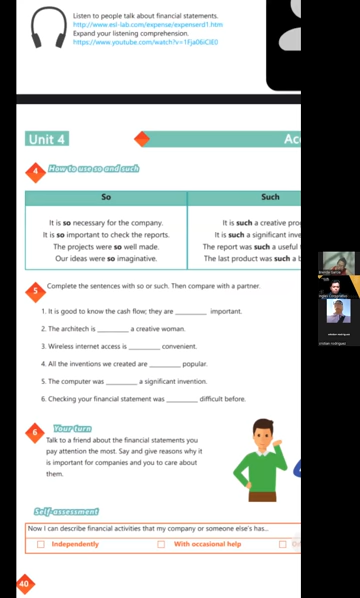 Listen to people talk about financial statements.
http://www.esl-lab.com/expense/expenserd1.htm
Expand your listening comprehension.
https://www.youtube.com/watch?v=1Fja06iCIE0
Unit 4
Ac
4 How to use so and such
So
Such
It is so necessary for the company.
It is so important to check the reports.
The projects were so well made.
Our ideas were so imaginative.
It is such a creative pro
It is such a significant inve
The report was such a useful
The last product was such a b
5 Complete the sentences with so or such. Then compare with a partner.
1. It is good to know the cash flow; they are ________ important.
2. The architech is ________ a creative woman.
3. Wireless internet access is ________ convenient.
4. All the inventions we created are ________ popular.
5. The computer was ________ a significant invention.
6. Checking your financial statement was ________ difficult before.
6 Your turn
Talk to a friend about the financial statements you
pay attention the most. Say and give reasons why it
is important for companies and you to care about
them.
Self-assessment
Now I can describe financial activities that my company or someone else's has...
Independently
With occasional help
40